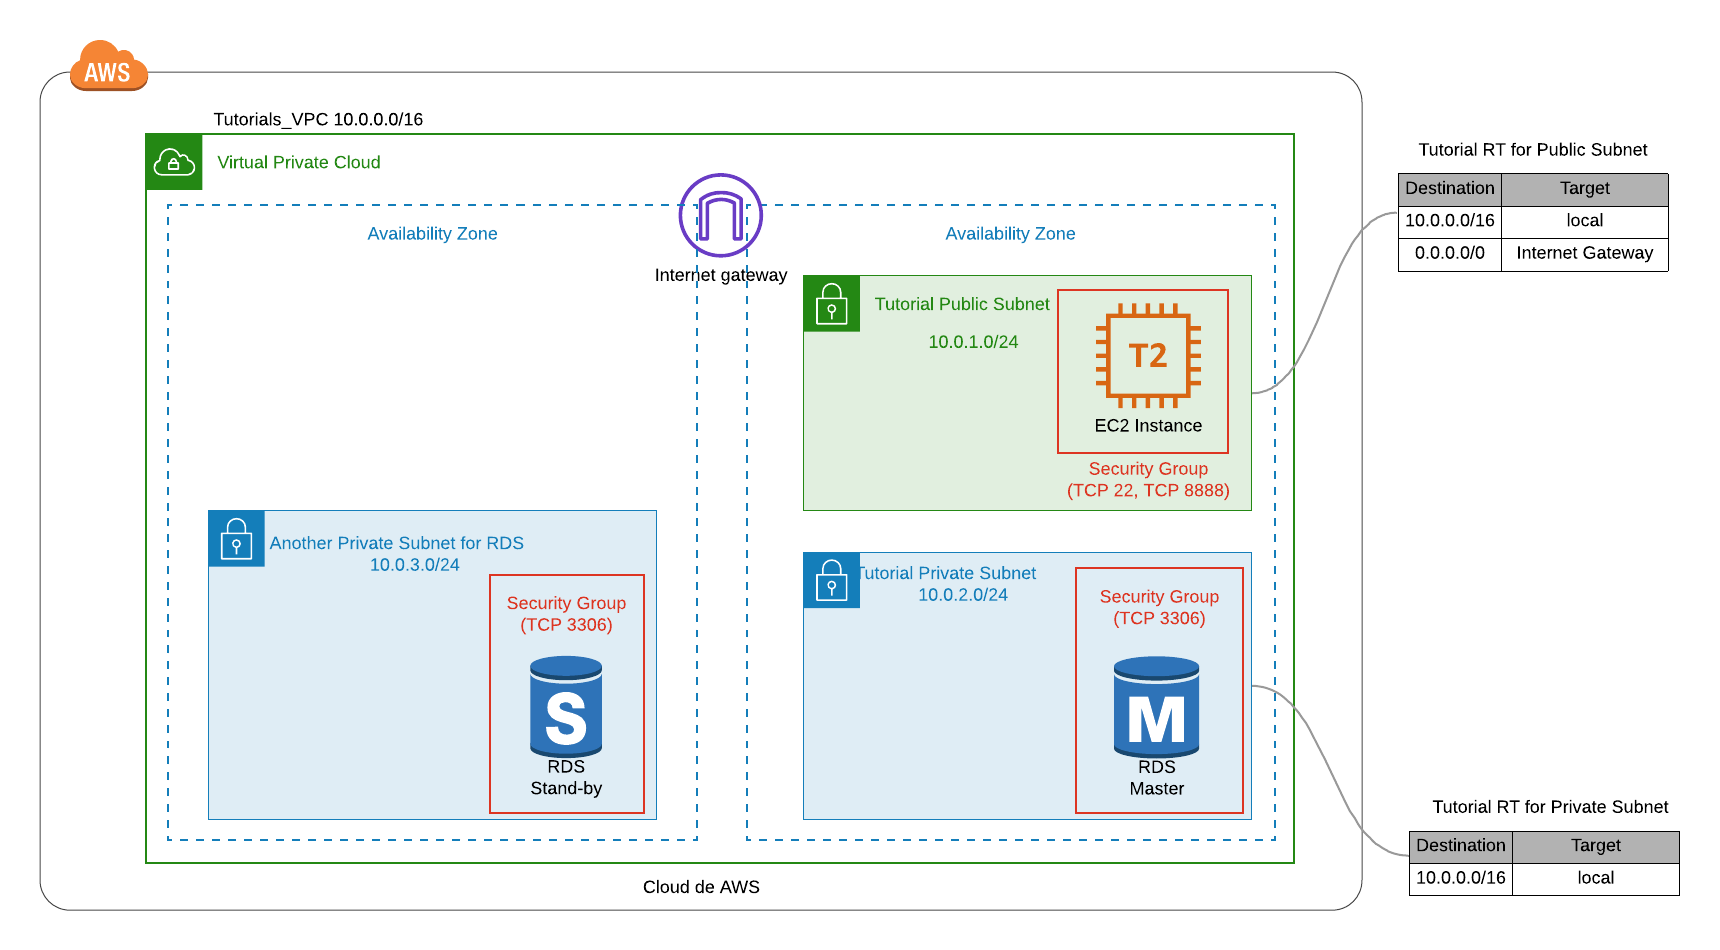 AWS
Tutorials_VPC 10.0.0.0/16
Virtual Private Cloud
Availability Zone
Internet gateway
Availability Zone
Tutorial Public Subnet
10.0.1.0/24
T2
EC2 Instance
Security Group
(TCP 22, TCP 8888)
Another Private Subnet for RDS
10.0.3.0/24
Security Group
(TCP 3306)
S
RDS
Stand-by
Tutorial Private Subnet
10.0.2.0/24
Security Group
(TCP 3306)
M
RDS
Master
Cloud de AWS
Tutorial RT for Public Subnet
Destination Target
10.0.0.0/16 local
0.0.0.0/0 Internet Gateway
Tutorial RT for Private Subnet
Destination Target
10.0.0.0/16 local